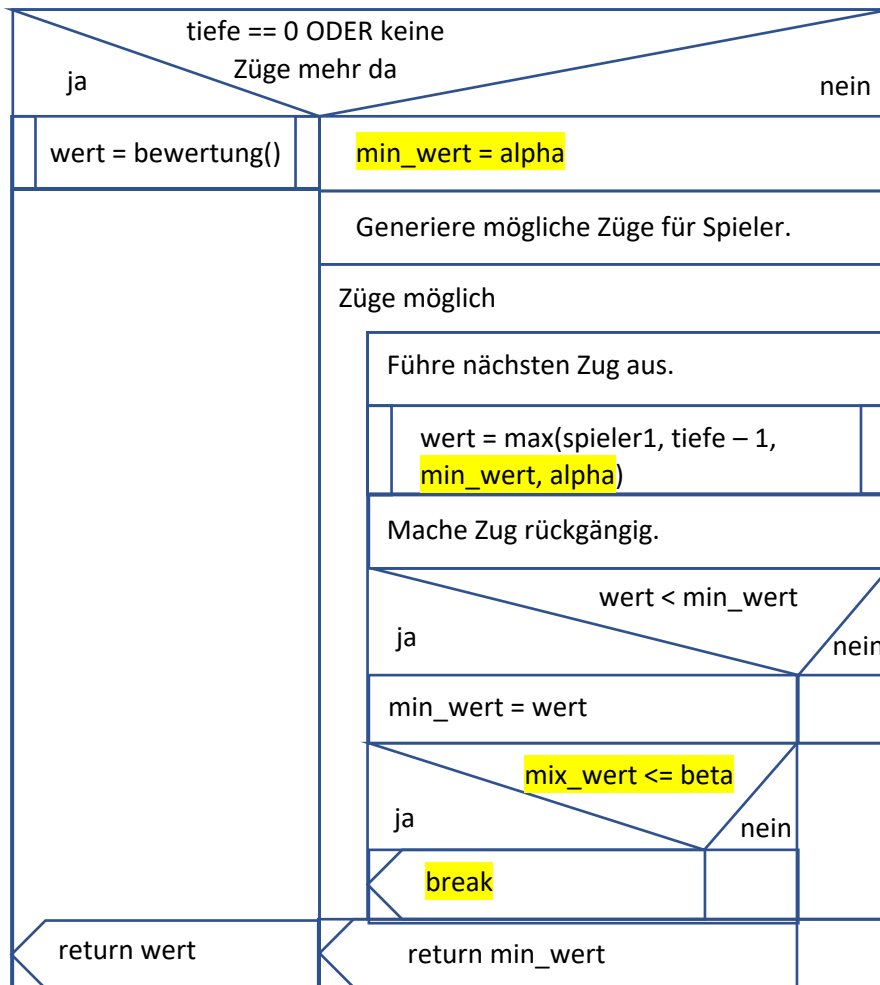 tiefe == 0 ODER keine
Züge mehr da
ja
nein
wert = bewertung()
min_wert = alpha
Generiere mögliche Züge für Spieler.
Züge möglich
Führe nächsten Zug aus.
wert = max(spieler1, tiefe – 1,
min_wert, alpha)
Mache Zug rückgängig.
wert < min_wert
ja
nein
min_wert = wert
mix_wert <= beta
ja
nein
break
return wert
return min_wert